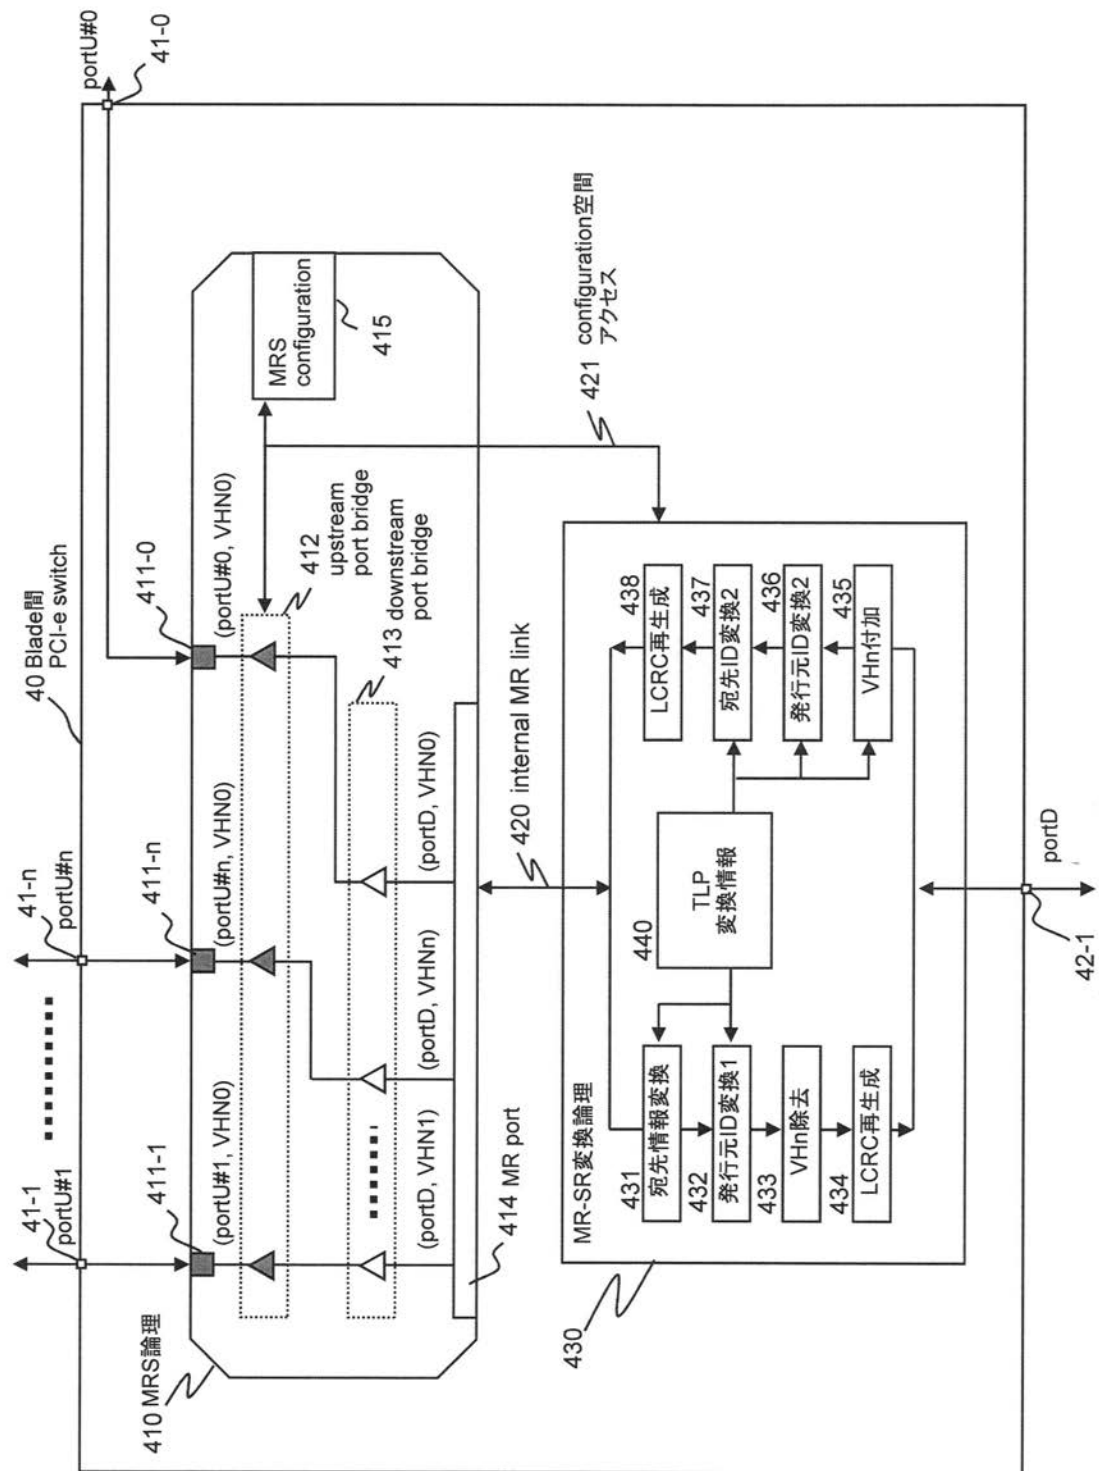 40 Blade間
PCI-e switch
41-1
portU#1
41-n
portU#n
portU#0
41-0
410 MRS論理
411-1
(portU#1, VHN0)
411-n
(portU#n, VHN0)
411-0
(portU#0, VHN0)
MRS
configuration
415
412
upstream
port bridge
413 downstream
port bridge
(portD, VHN1)
(portD, VHNn)
(portD, VHN0)
414 MR port
420 internal MR link
421 configuration空間
アクセス
430
MR-SR変換論理
431
宛先情報変換
432
発行元ID変換1
433
VHn除去
434
LCRC再生成
440
TLP
変換情報
438
LCRC再生成
437
宛先ID変換2
436
発行元ID変換2
435
VHn付加
portD
42-1